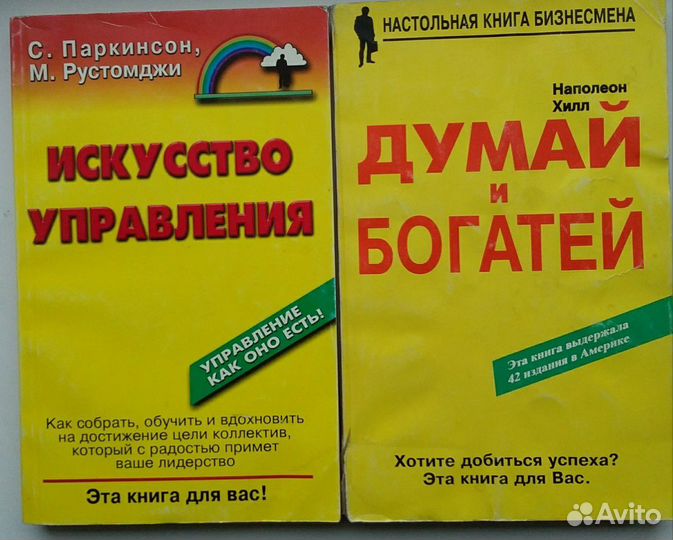 С. Паркинсон,
М. Рустомджи
ИСКУССТВО
УПРАВЛЕНИЯ
УПРАВЛЕНИЕ
КАК ОНО ЕСТЬ!
Как собрать, обучить и вдохновить
на достижение цели коллектив,
который с радостью примет
ваше лидерство
Эта книга для вас!
НАСТОЛЬНАЯ КНИГА БИЗНЕСМЕНА
Наполеон
Хилл
ДУМАЙ
и
БОГАТЕЙ
Эта книга выдержала
42 издания в Америке
Хотите добиться успеха?
Эта книга для Вас.
Avito